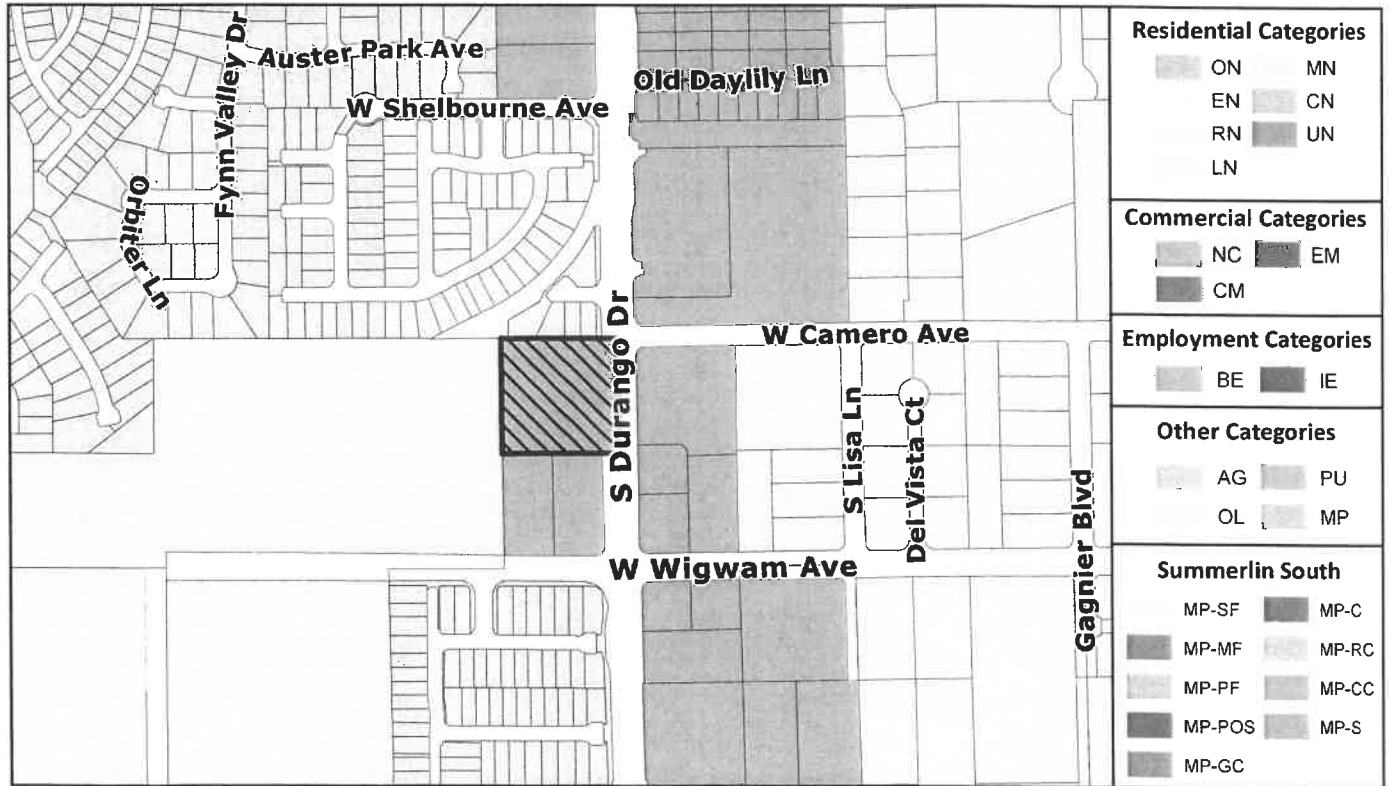 Auster Park Ave
Fynn Valley Dr
W Shelbourne Ave
Old Daylily Ln
Orbiter Ln
S Durango Dr
W Camero Ave
S Lisa Ln
Del Vista Ct
Gagnier Blvd
W Wigwam Ave
Residential Categories
ON MN
EN CN
RN UN
LN
Commercial Categories
NC EM
CM
Employment Categories
BE IE
Other Categories
AG PU
OL MP
Summerlin South
MP-SF MP-C
MP-MF MP-RC
MP-PF MP-CC
MP-POS MP-S
MP-GC